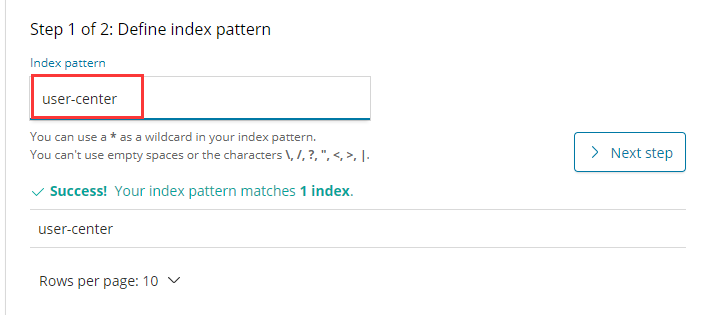 Step 1 of 2: Define index pattern
Index pattern
user-center
You can use a * as a wildcard in your index pattern.
You can't use empty spaces or the characters \, /, ?, ", <, >, |.
Next step
Success! Your index pattern matches 1 index.
user-center
Rows per page: 10